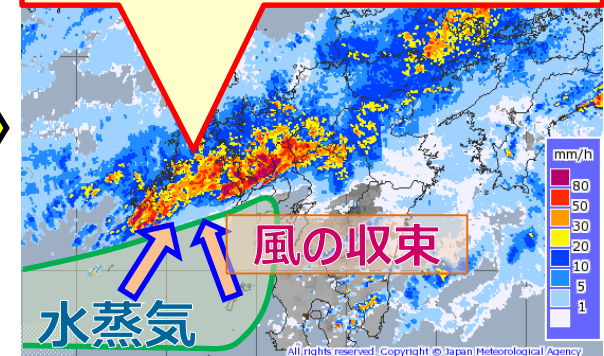 mm/h
80
50
30
20
10
5
1
風の収束
水蒸気
All rights reserved. Copyright © Japan Meteorological Agency